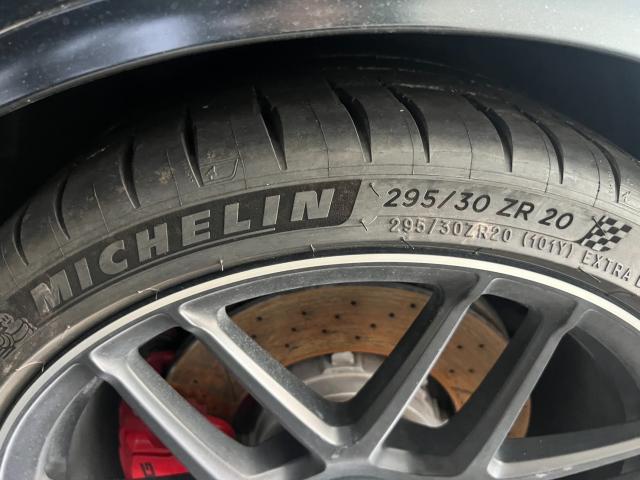 MICHELIN
295/30 ZR 20
295/30ZR20 (101Y) EXTRA